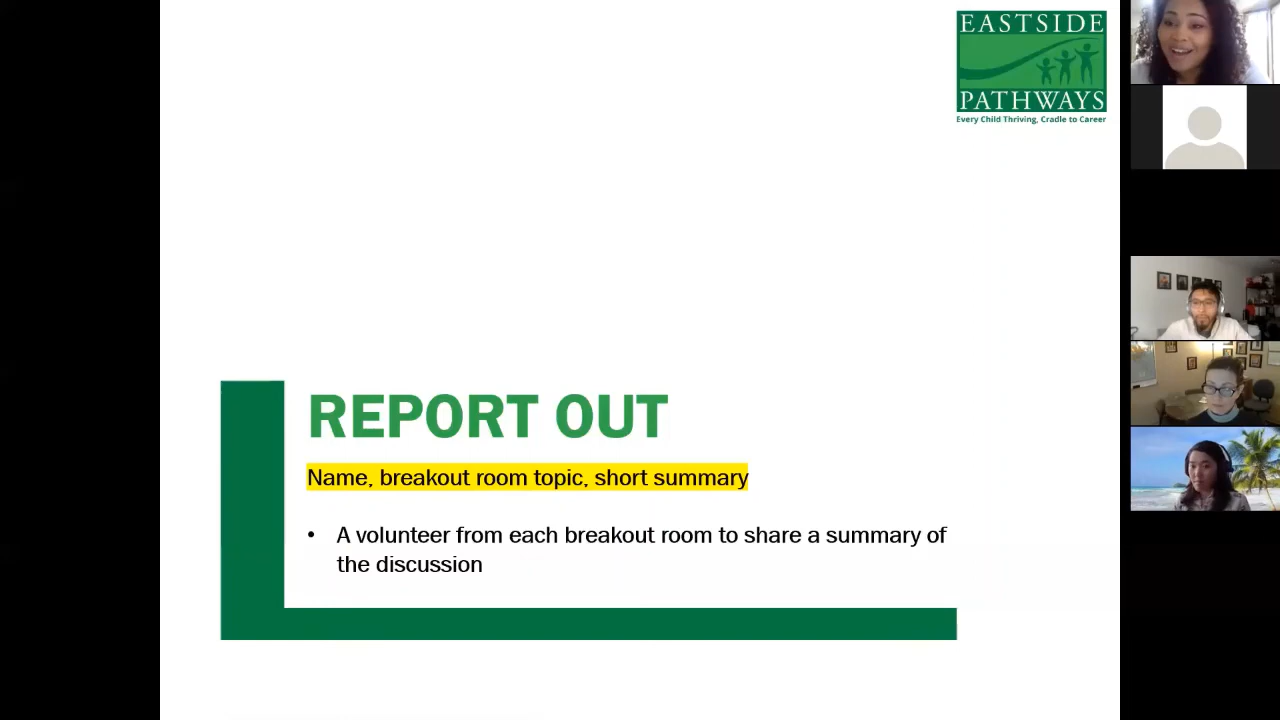 EASTSIDE
PATHWAYS
Every Child Thriving, Cradle to Career
REPORT OUT
Name, breakout room topic, short summary
• A volunteer from each breakout room to share a summary of
the discussion